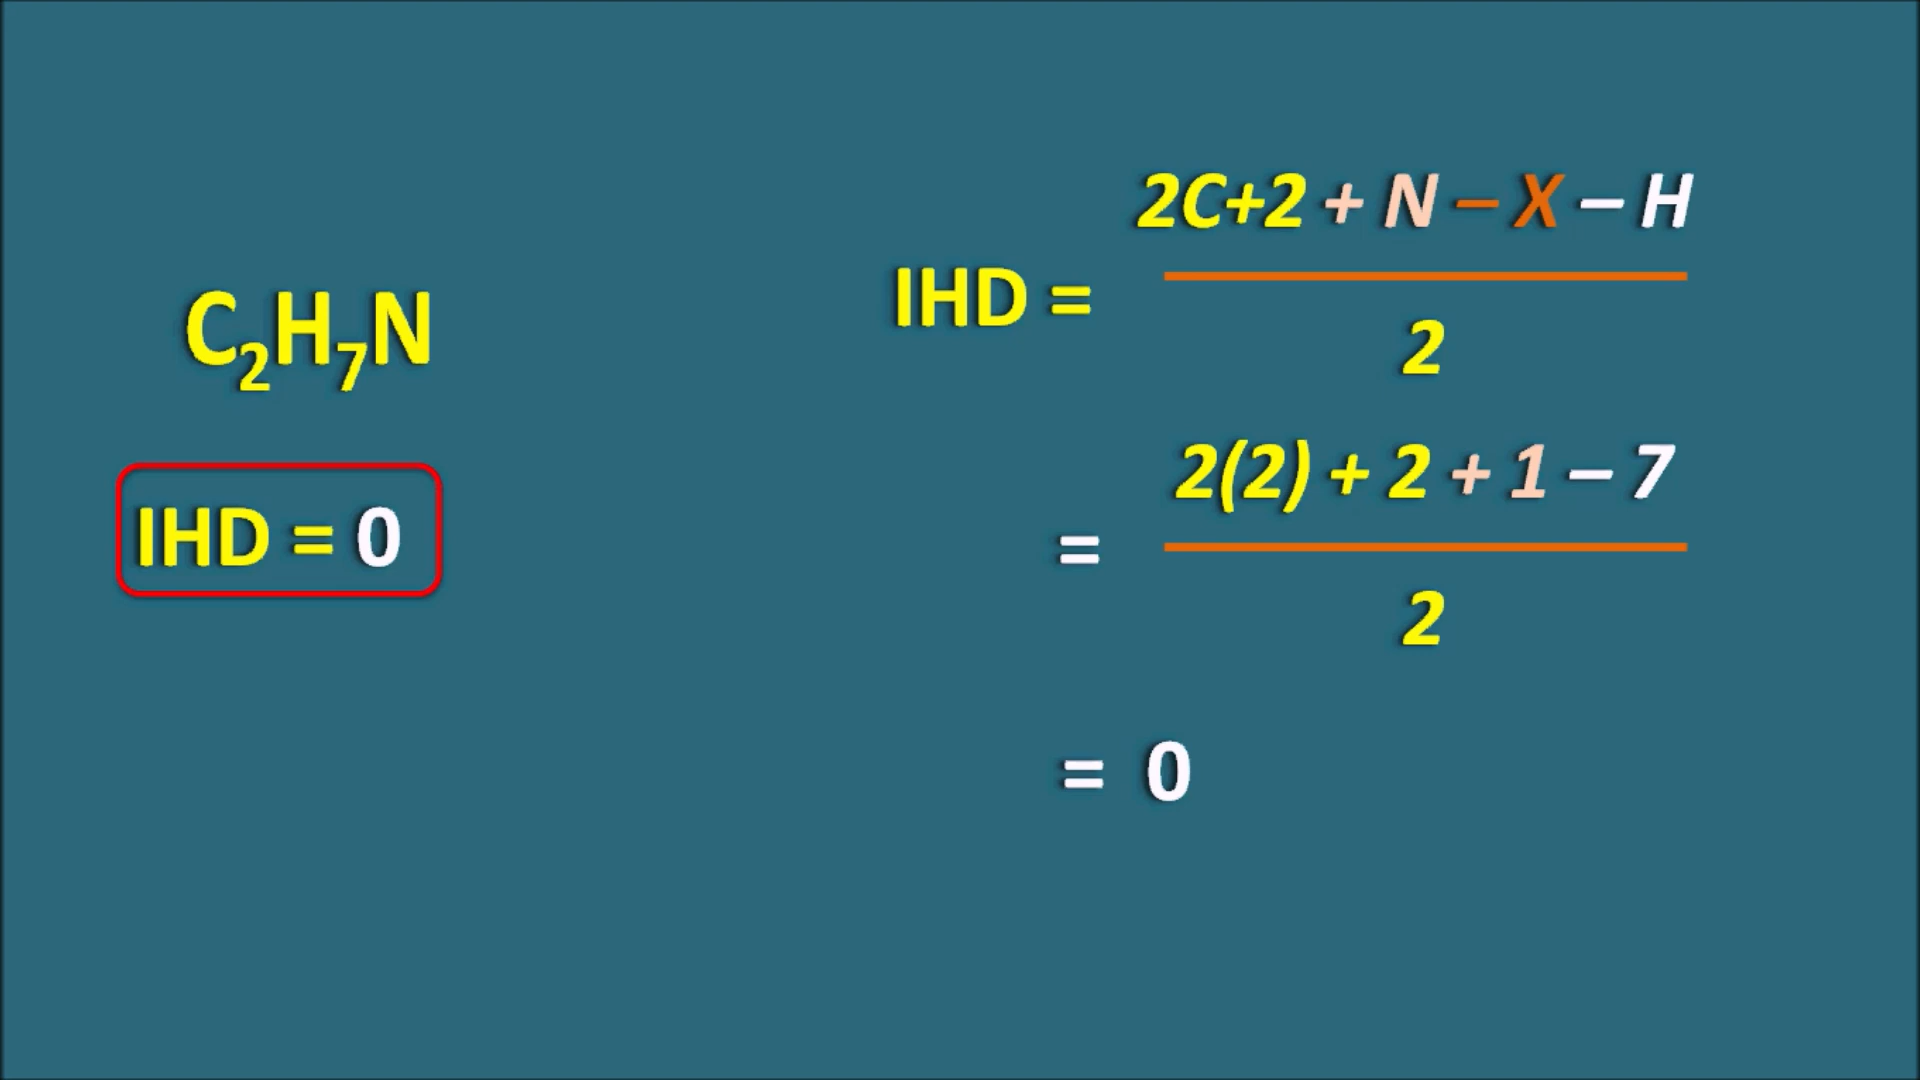 C₂H₇N
IHD = 0
2C+2 + N – X – H
IHD =
2
2(2) + 2 + 1 – 7
=
2
= 0